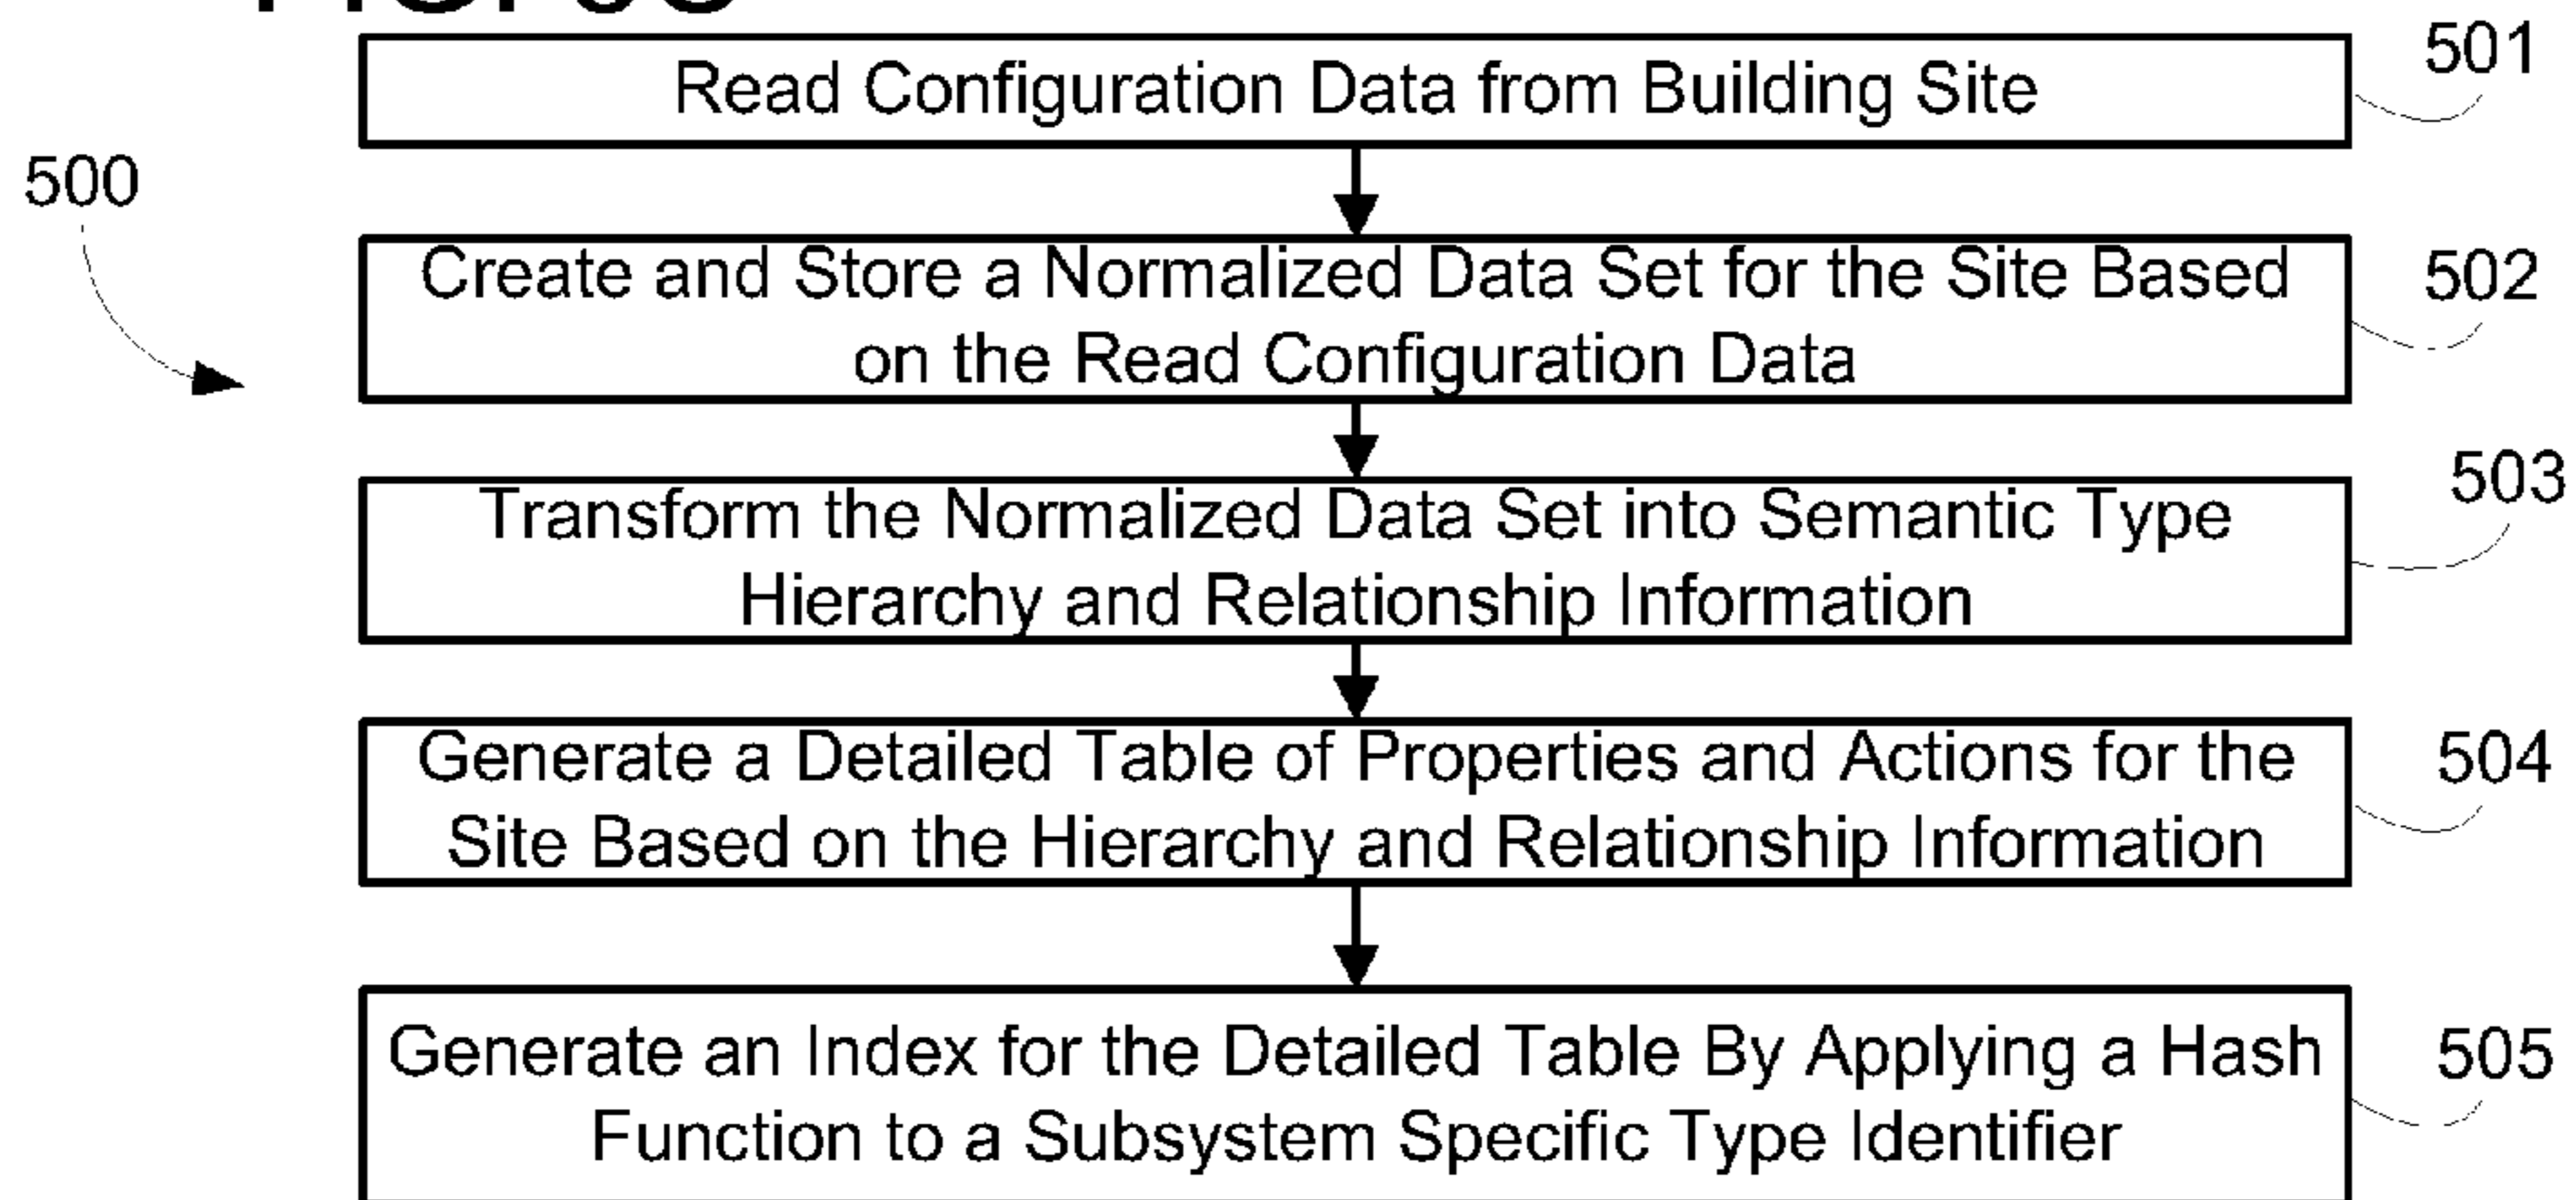 Read Configuration Data from Building Site
501
500
Create and Store a Normalized Data Set for the Site Based
on the Read Configuration Data
502
Transform the Normalized Data Set into Semantic Type
Hierarchy and Relationship Information
503
Generate a Detailed Table of Properties and Actions for the
Site Based on the Hierarchy and Relationship Information
504
Generate an Index for the Detailed Table By Applying a Hash
Function to a Subsystem Specific Type Identifier
505